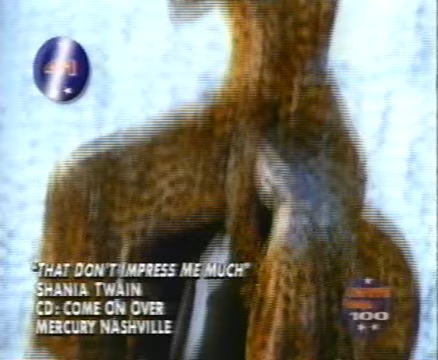 "THAT DON'T IMPRESS ME MUCH"
SHANIA TWAIN
CD: COME ON OVER
MERCURY NASHVILLE
100